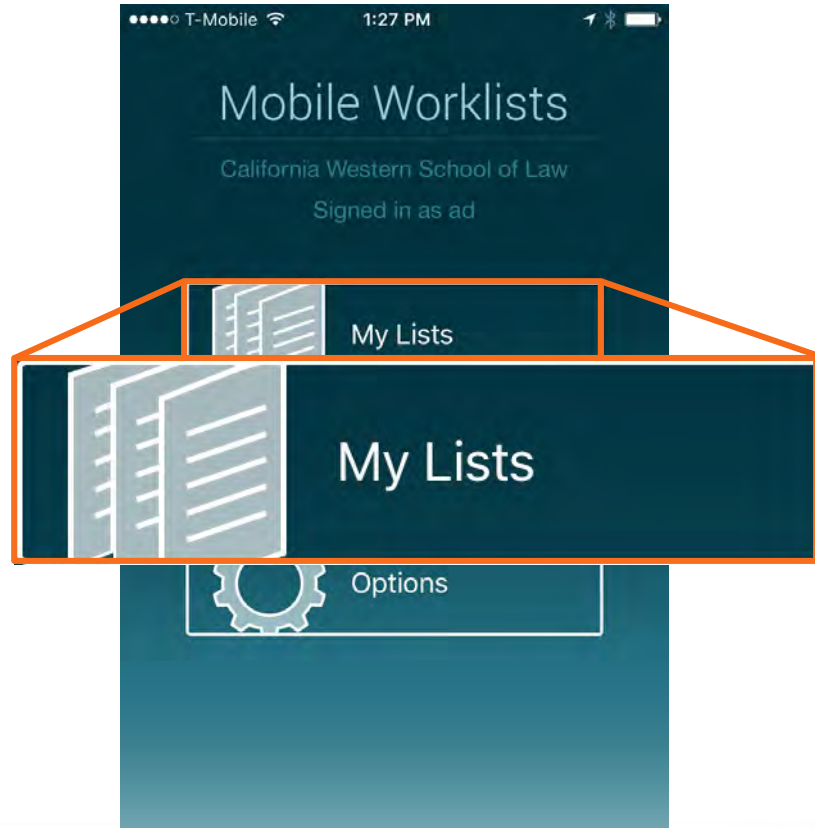 T-Mobile 1:27 PM
Mobile Worklists
California Western School of Law
Signed in as ad
My Lists
My Lists
Options